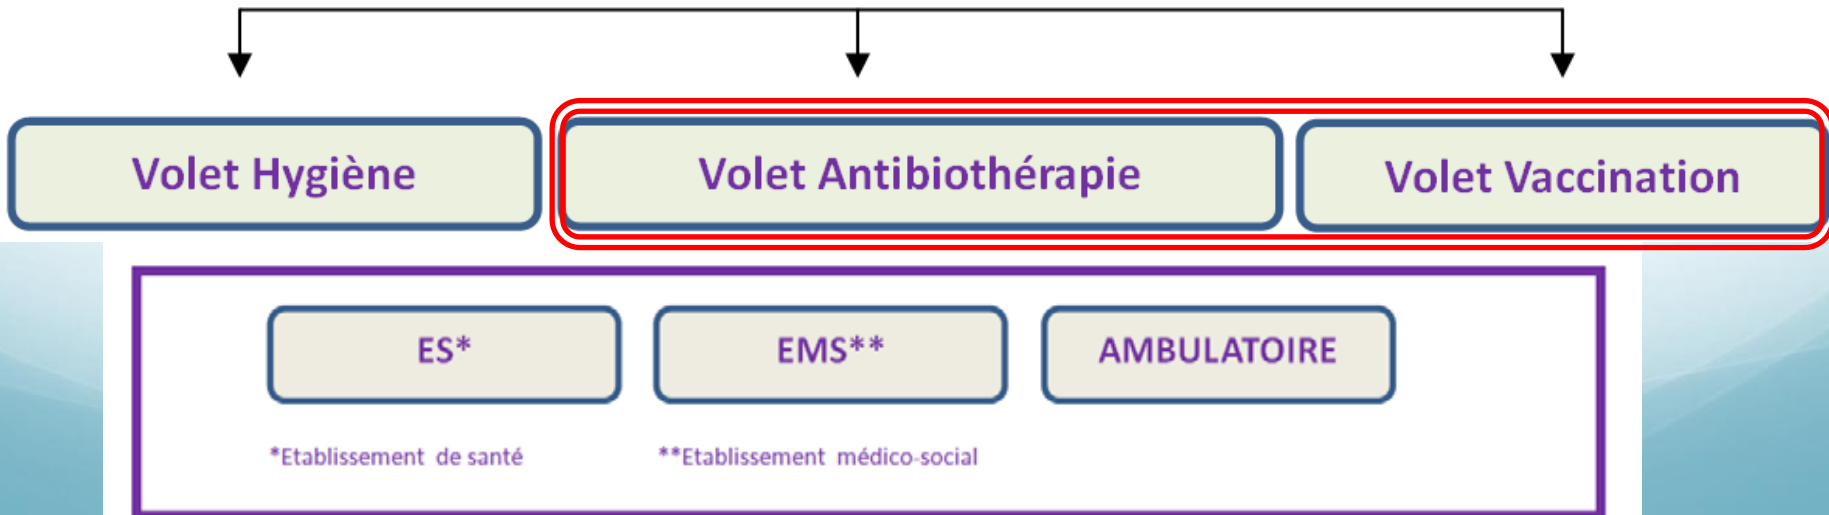 Volet Hygiène
Volet Antibiothérapie
Volet Vaccination
ES*
EMS**
AMBULATOIRE
*Etablissement de santé
**Etablissement médico-social